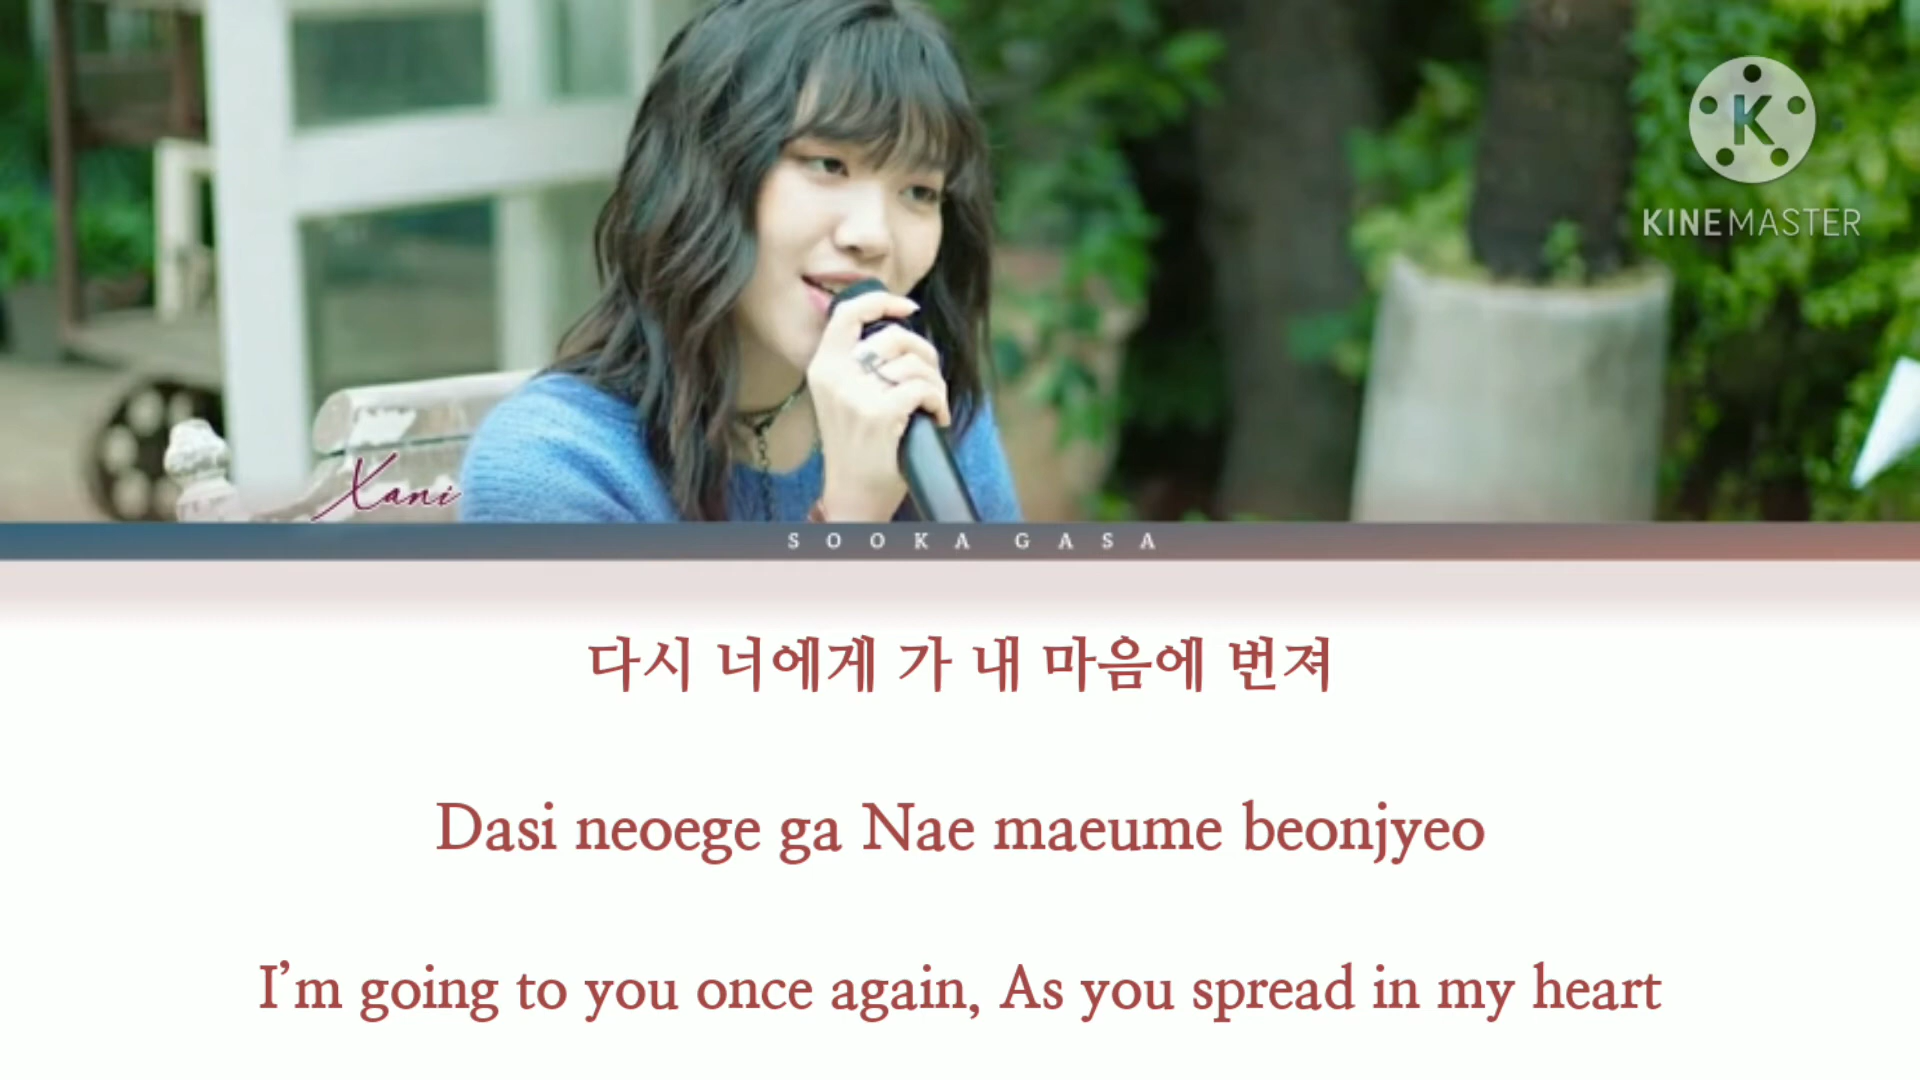 K
KINEMASTER
Xani
SOOKA GASA
다시 너에게 가 내 마음에 번져
Dasi neoege ga Nae maeume beonjyeo
I'm going to you once again, As you spread in my heart